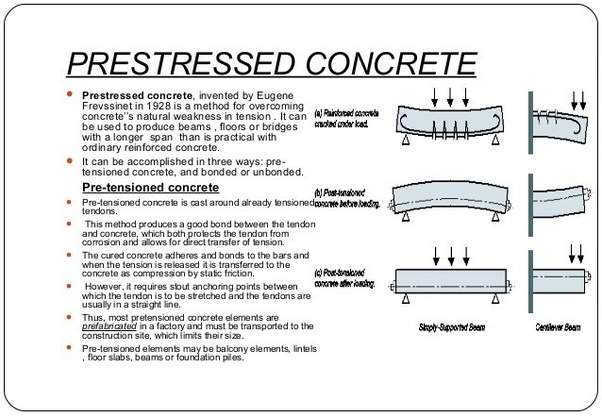 PRESTRESSED CONCRETE
Prestressed concrete, invented by Eugene
Frevssinet in 1928 is a method for overcoming
concrete''s natural weakness in tension . It can
be used to produce beams , floors or bridges
with a longer span than is practical with
ordinary reinforced concrete.
It can be accomplished in three ways: pre-
tensioned concrete, and bonded or unbonded.
Pre-tensioned concrete
Pre-tensioned concrete is cast around already tensioned
tendons.
This method produces a good bond between the tendon
and concrete, which both protects the tendon from
corrosion and allows for direct transfer of tension.
The cured concrete adheres and bonds to the bars and
when the tension is released it is transferred to the
concrete as compression by static friction.
However, it requires stout anchoring points between
which the tendon is to be stretched and the tendons are
usually in a straight line.
Thus, most pretensioned concrete elements are
prefabricated in a factory and must be transported to the
construction site, which limits their size.
Pre-tensioned elements may be balcony elements, lintels
, floor slabs, beams or foundation piles.
(a) Reinforced concrete
cracked under load.
(b) Post-tensioned
concrete before loading.
(c) Post-tensioned
concrete after loading.
Simply-Supported Beam
Cantilever Beam